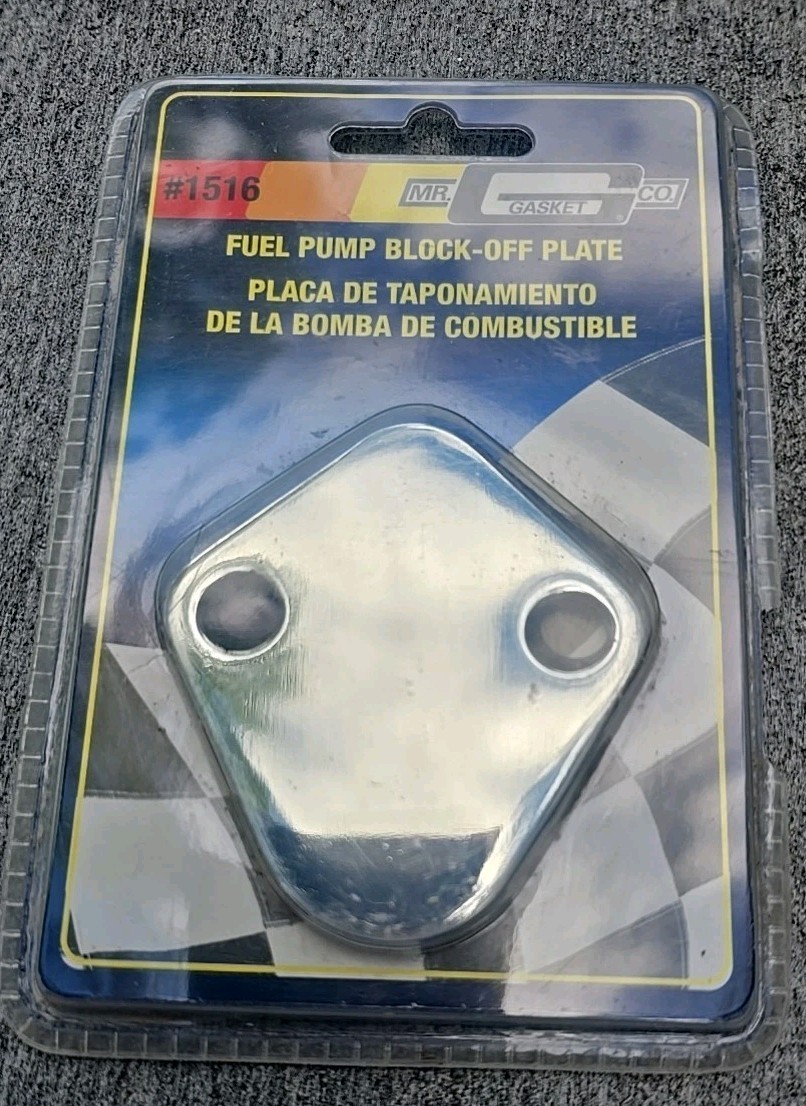 #1516
MR. GASKET CO.
FUEL PUMP BLOCK-OFF PLATE
PLACA DE TAPONAMIENTO
DE LA BOMBA DE COMBUSTIBLE